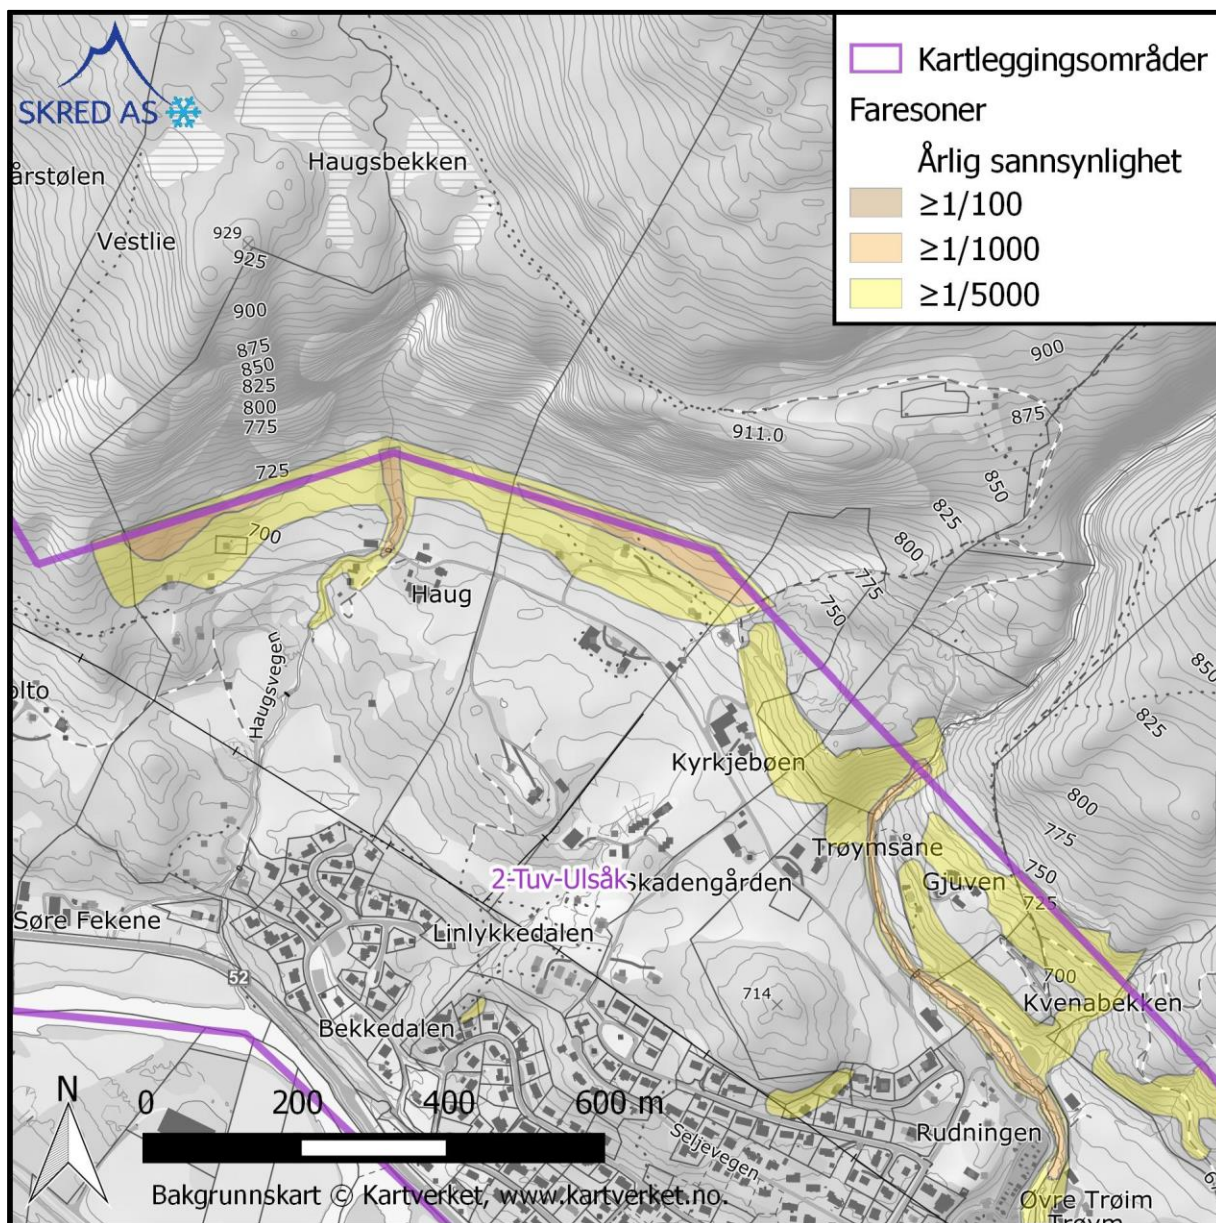 SKRED AS
Kartleggingsområder
Faresoner
Årlig sannsynlighet
≥1/100
≥1/1000
≥1/5000
årstølen
Haugsbekken
Vestlie
929
925
900
875
850
825
800
775
725
700
911.0
900
875
850
825
800
775
750
Haug
Haugsvegen
olto
Kyrkjebøen
850
825
800
775
750
725
700
Trøymsåne
Gjuven
2-Tuv-Ulsåk
Skadengården
Søre Fekene
Linlykkedalen
52
714
Kvenabekken
Bekkedalen
N
0 200 400 600 m
Seljevegen
Rudningen
Bakgrunnskart © Kartverket, www.kartverket.no.
Øvre Trøim
Trøym